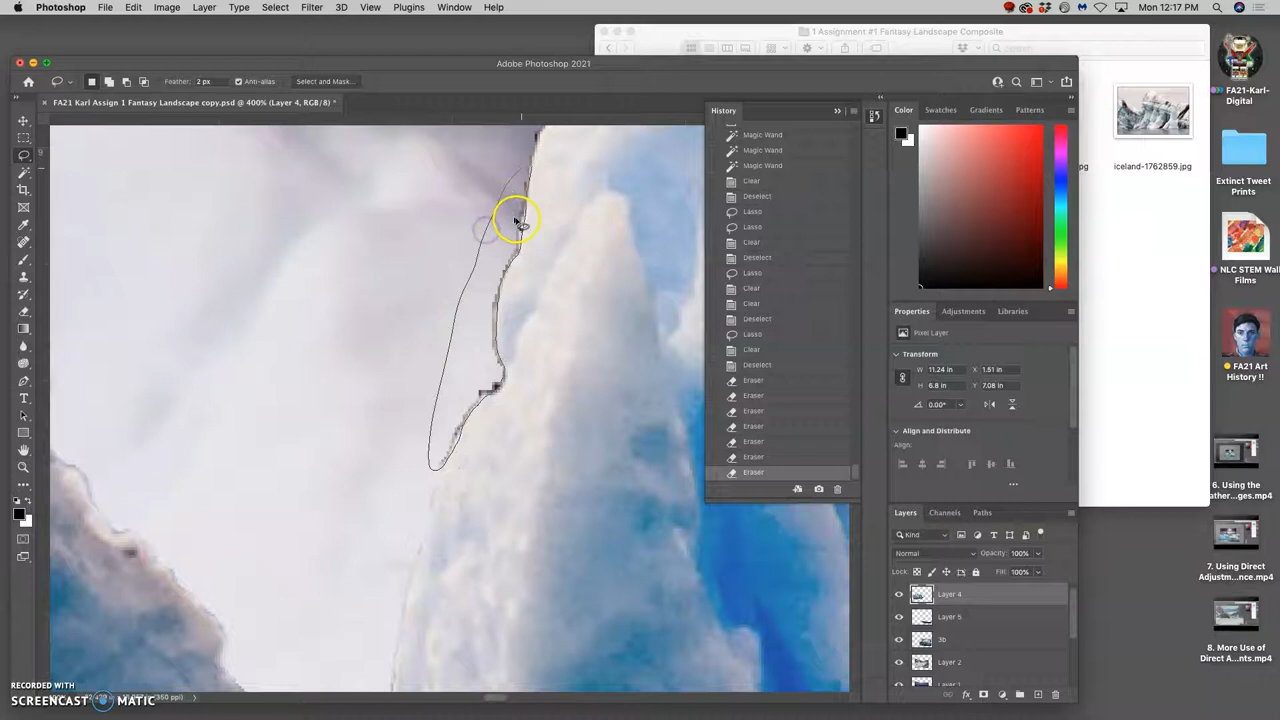 Photoshop File Edit Image Layer Type Select Filter 3D View Plugins Window Help
Mon 12:17 PM
1 Assignment #1 Fantasy Landscape Composite
Search
Adobe Photoshop 2021
Feather: 2 px Anti-alias Select and Mask...
FA21 Karl Assign 1 Fantasy Landscape copy.psd @ 400% (Layer 4, RGB/8) *
History
Magic Wand
Magic Wand
Magic Wand
Clear
Deselect
Lasso
Lasso
Clear
Deselect
Lasso
Clear
Clear
Deselect
Lasso
Clear
Deselect
Eraser
Eraser
Eraser
Eraser
Eraser
Eraser
Eraser
Color Swatches Gradients Patterns
Properties Adjustments Libraries
Pixel Layer
Transform
W 11.24 in X 1.51 in
H 6.8 in Y 7.08 in
0.00°
Align and Distribute
Align:
Layers Channels Paths
Kind
Normal Opacity: 100%
Lock: Fill: 100%
Layer 4
Layer 5
3b
Layer 2
Layer 1
pg iceland-1762859.jpg
FA21-Karl-
Digital
Extinct Tweet
Prints
NLC STEM Wall
Films
FA21 Art
History !!
6. Using the
ather...ges.mp4
7. Using Direct
Adjustm...nce.mp4
8. More Use of
Direct A...nts.mp4
RECORDED WITH
SCREENCAST MATIC